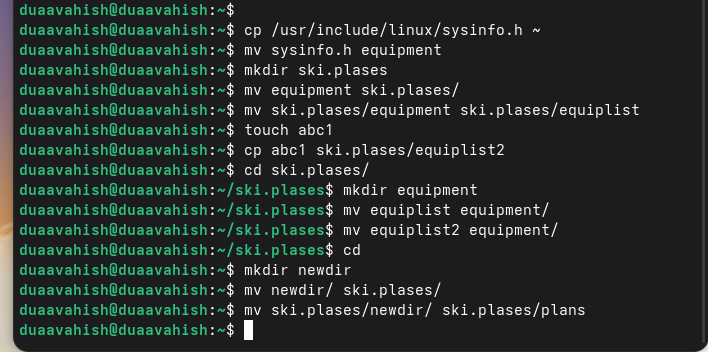 duaavahish@duaavahish:~$
duaavahish@duaavahish:~$ cp /usr/include/linux/sysinfo.h ~
duaavahish@duaavahish:~$ mv sysinfo.h equipment
duaavahish@duaavahish:~$ mkdir ski.plases
duaavahish@duaavahish:~$ mv equipment ski.plases/
duaavahish@duaavahish:~$ mv ski.plases/equipment ski.plases/equiplist
duaavahish@duaavahish:~$ touch abc1
duaavahish@duaavahish:~$ cp abc1 ski.plases/equiplist2
duaavahish@duaavahish:~$ cd ski.plases/
duaavahish@duaavahish:~/ski.plases$ mkdir equipment
duaavahish@duaavahish:~/ski.plases$ mv equiplist equipment/
duaavahish@duaavahish:~/ski.plases$ mv equiplist2 equipment/
duaavahish@duaavahish:~/ski.plases$ cd
duaavahish@duaavahish:~$ mkdir newdir
duaavahish@duaavahish:~$ mv newdir/ ski.plases/
duaavahish@duaavahish:~$ mv ski.plases/newdir/ ski.plases/plans
duaavahish@duaavahish:~$